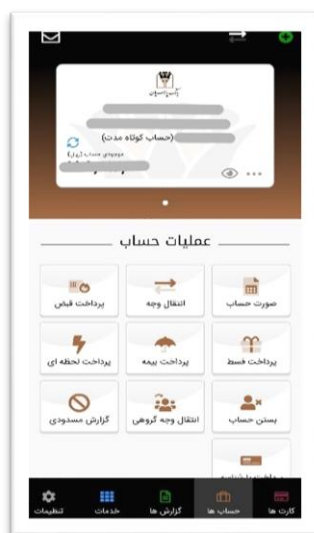 (حساب کوتاه مدت)
موجودی حساب (ریال)
عملیات حساب
صورت حساب
انتقال وجه
پرداخت قبض
پرداخت قسط
پرداخت بیمه
پرداخت لحظه ای
بستن حساب
انتقال وجه گروهی
گزارش مسدودی
کارت ها
حساب ها
گزارش ها
خدمات
تنظیمات